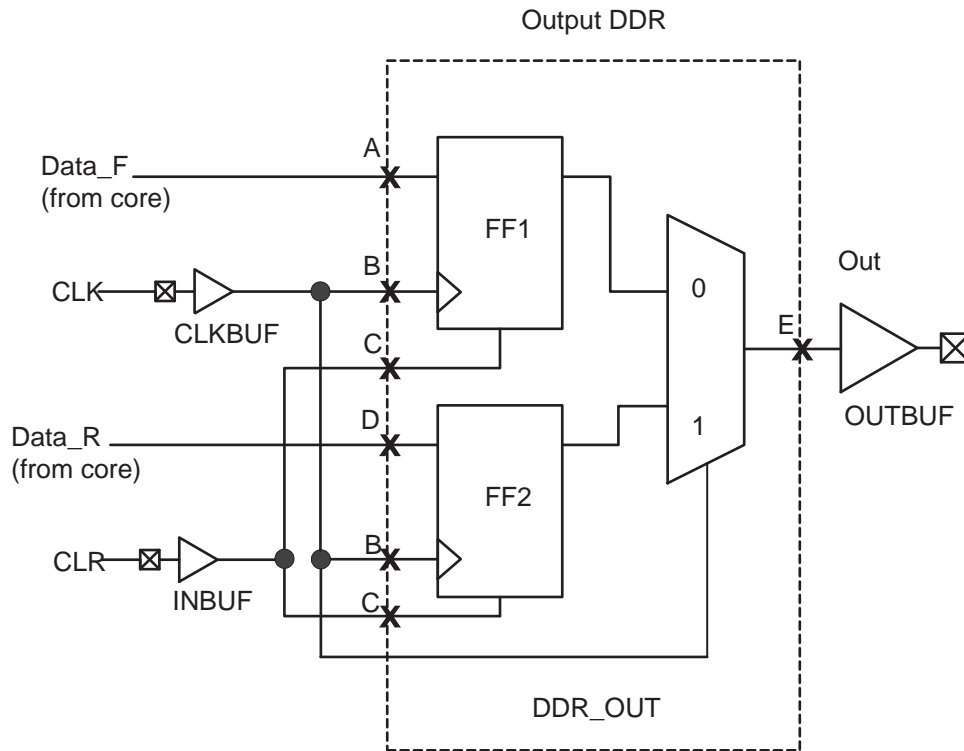 Output DDR
A
Data_F
(from core)
FF1
B
CLK
CLKBUF
0
Out
C
E
OUTBUF
D
Data_R
(from core)
1
FF2
B
CLR
INBUF
C
DDR_OUT